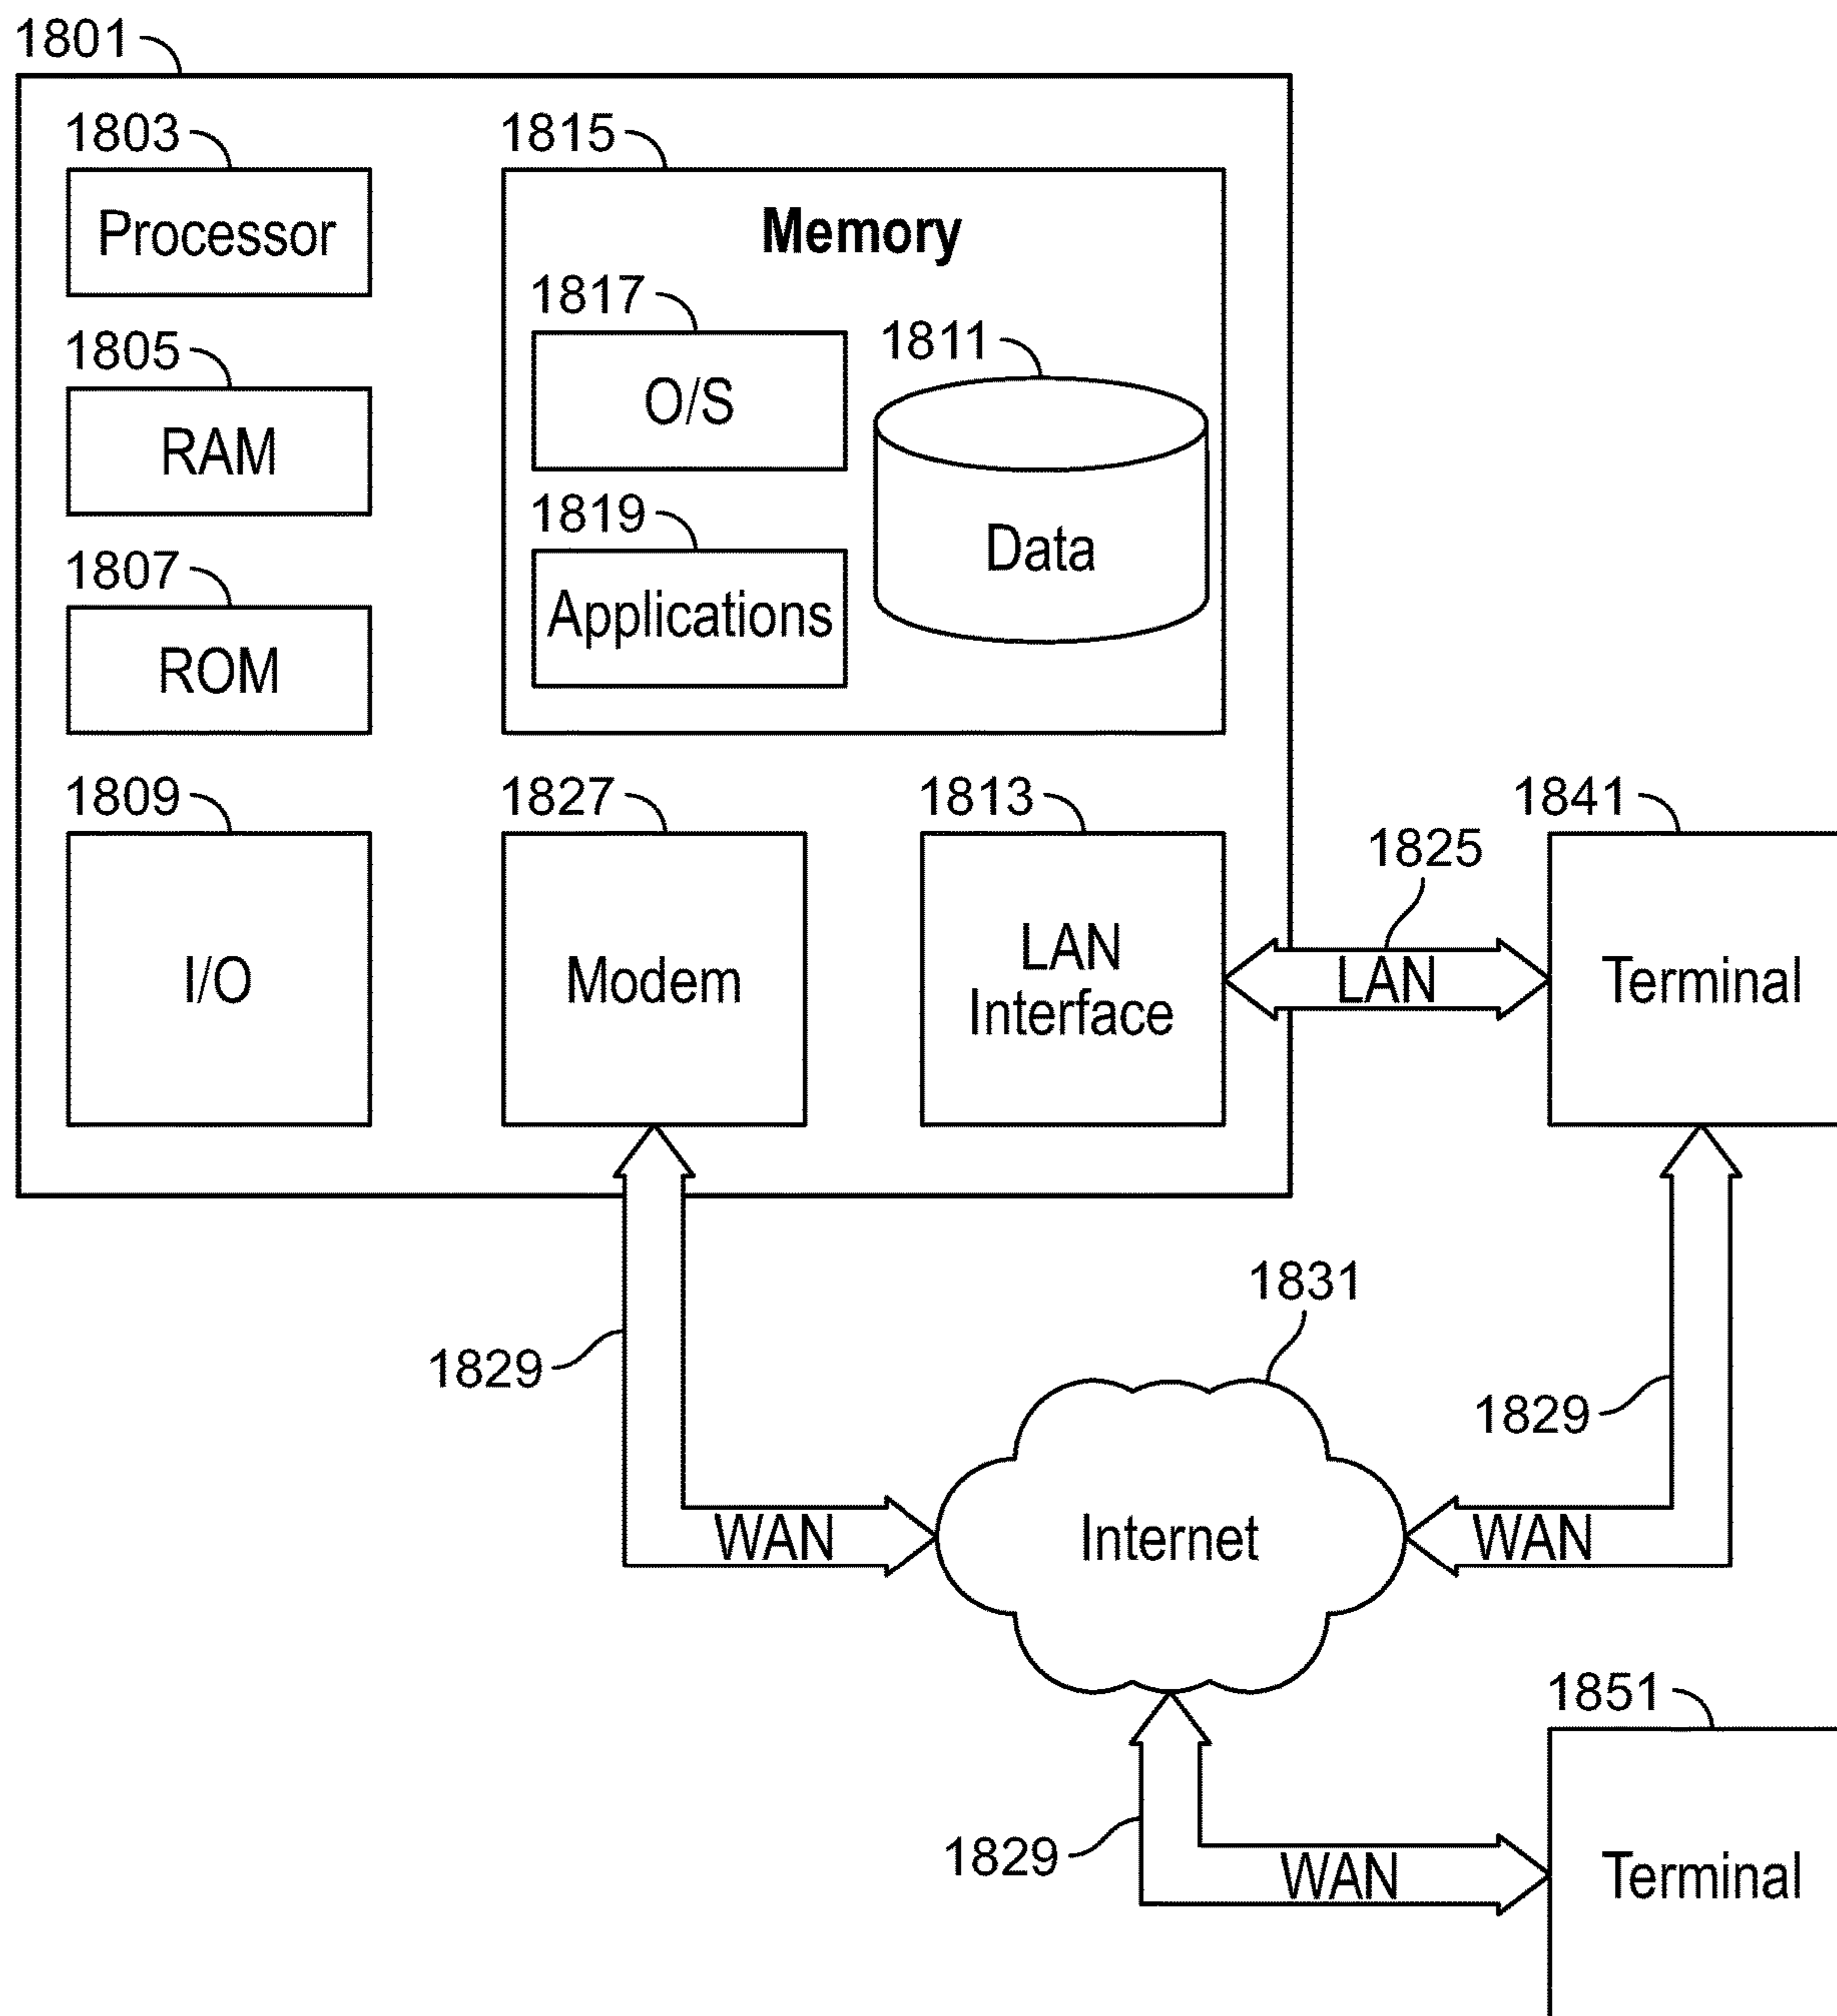 1801
1803
Processor
1805
RAM
1807
ROM
1815
Memory
1817
O/S
1811
Data
1819
Applications
1809
I/O
1827
Modem
1813
LAN
Interface
1825
LAN
1841
Terminal
1829
WAN
1831
Internet
1829
WAN
1829
WAN
1851
Terminal